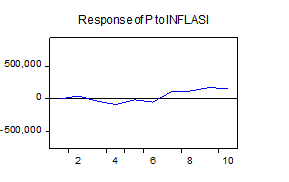 Response of P to INFLASI
500,000
0
-500,000
2 4 6 8 10